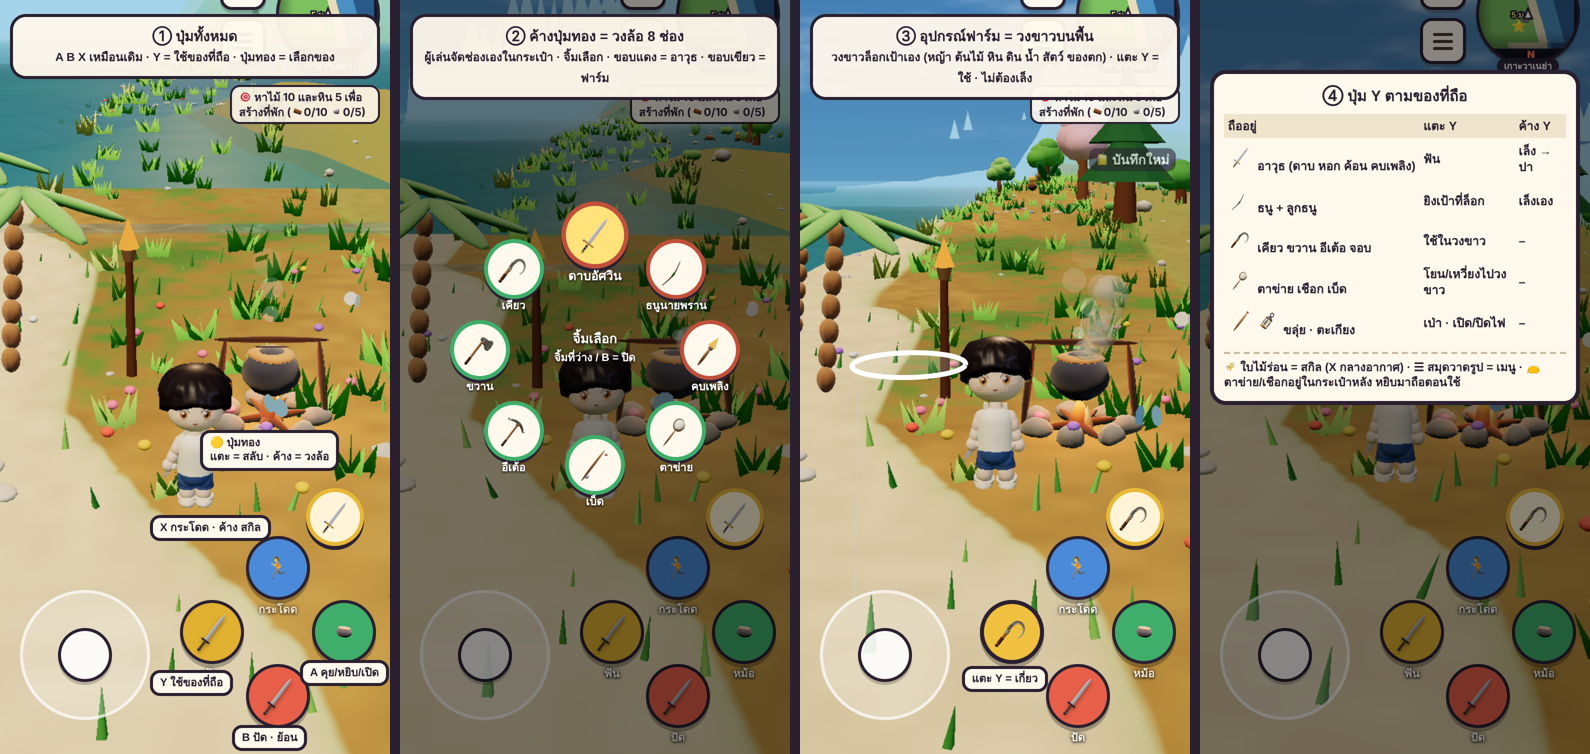 ① ปุ่มทั้งหมด
A B X เหมือนเดิม · Y = ใช้ของที่ถือ · ปุ่มทอง = เลือกของ
หาไม้ 10 และหิน 5 เพื่อ
สร้างที่พัก ( 0/10 0/5)
ปุ่มทอง
แตะ = สลับ · ค้าง = วงล้อ
X กระโดด · ค้าง สกิล
กระโดด
Y ใช้ของที่ถือ
A คุย/หยิบ/เปิด
B ปัด · ย้อน
② ค้างปุ่มทอง = วงล้อ 8 ช่อง
ผู้เล่นจัดช่องเองในกระเป๋า · จิ้มเลือก · ขอบแดง = อาวุธ · ขอบเขียว =
ฟาร์ม
สร้างที่พัก ( 0/10 0/5)
ดาบอัศวิน
เคียว
ธนูนายพราน
จิ้มเลือก
จิ้มที่ว่าง / B = ปิด
ขวาน
คบเพลิง
อีเต้อ
ตาข่าย
เบ็ด
กระโดด
ฟัน
หม้อ
ปัด
③ อุปกรณ์ฟาร์ม = วงขาวบนพื้น
วงขาวล็อกเป้าเอง (หญ้า ต้นไม้ หิน ดิน น้ำ สัตว์ ของตก) · แตะ Y =
ใช้ · ไม่ต้องเล็ง
สร้างที่พัก ( 0/10 0/5)
บันทึกใหม่
กระโดด
แตะ Y = เกี่ยว
หม้อ
ปัด
N
เกาะวาเนย่า
④ ปุ่ม Y ตามของที่ถือ
ถืออยู่ แตะ Y ค้าง Y
อาวุธ (ดาบ หอก ค้อน คบเพลิง) ฟัน เล็ง →
ปา
ธนู + ลูกธนู ยิงเป้าที่ล็อก เล็งเอง
เคียว ขวาน อีเต้อ จอบ ใช้ในวงขาว –
ตาข่าย เชือก เบ็ด โยน/เหวี่ยงไปวง
ขาว –
ขลุ่ย · ตะเกียง เป่า · เปิด/ปิดไฟ –
ใบไม้ร่อน = สกิล (X กลางอากาศ) · ☰ สมุดวาดรูป = เมนู ·
ตาข่าย/เชือกอยู่ในกระเป๋าหลัง หยิบมาถือตอนใช้
กระโดด
ฟัน
หม้อ
ปัด